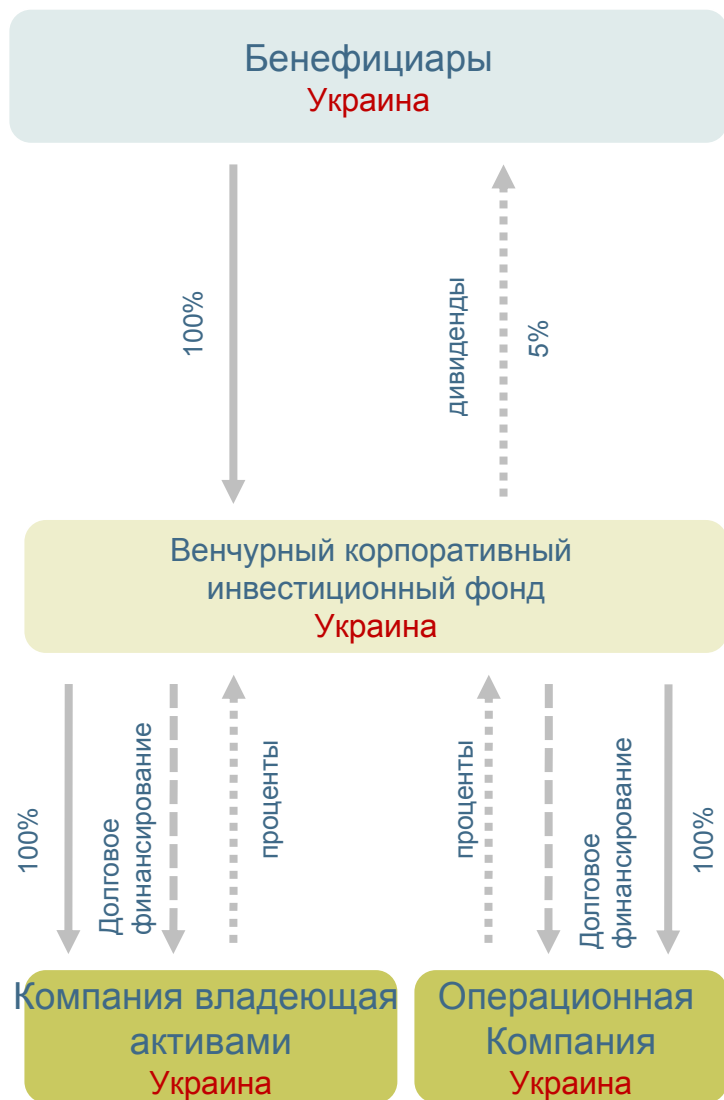 Бенефициары
Украина
100%
дивиденды
5%
Венчурный корпоративный
инвестиционный фонд
Украина
100%
Долговое
финансирование
проценты
проценты
Долговое
финансирование
100%
Компания владеющая
активами
Украина
Операционная
Компания
Украина